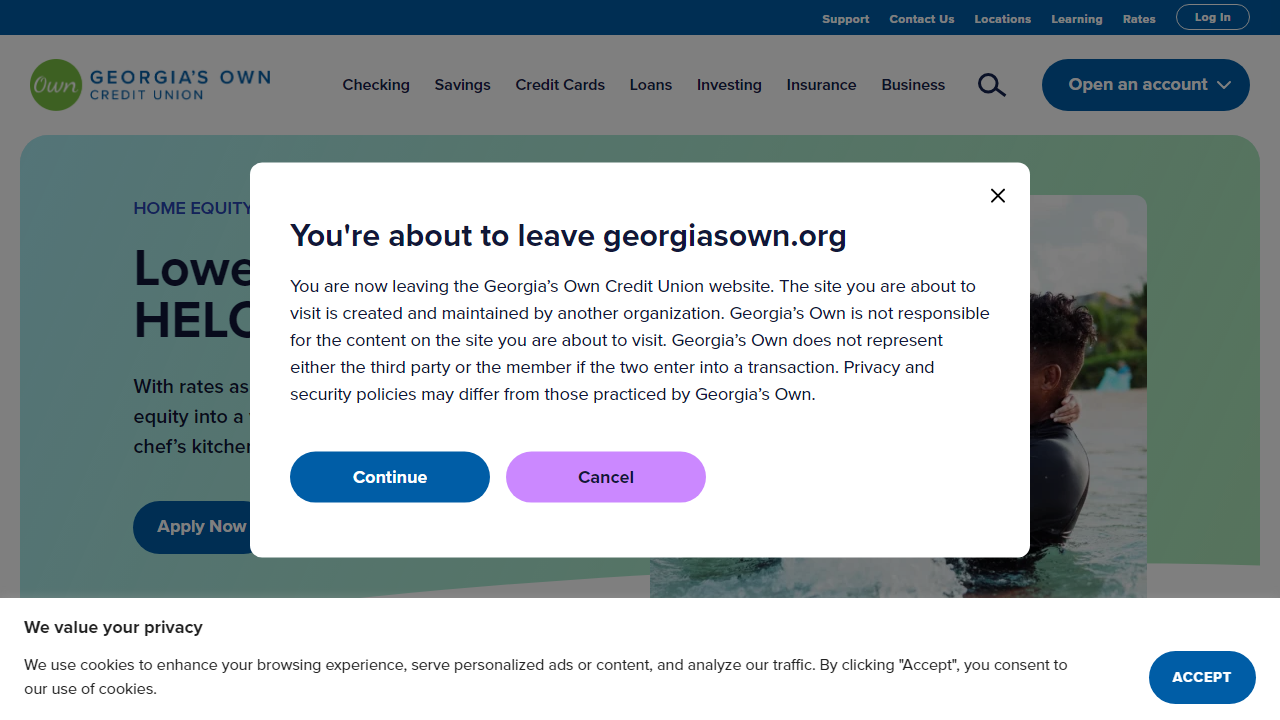 Support Contact Us Locations Learning Rates Log In
Own GEORGIA'S OWN
CREDIT UNION
Checking Savings Credit Cards Loans Investing Insurance Business Open an account
HOME EQUITY
You're about to leave georgiasown.org
You are now leaving the Georgia’s Own Credit Union website. The site you are about to
visit is created and maintained by another organization. Georgia’s Own is not responsible
for the content on the site you are about to visit. Georgia’s Own does not represent
either the third party or the member if the two enter into a transaction. Privacy and
security policies may differ from those practiced by Georgia’s Own.
Continue Cancel
With rates as
equity into a
chef’s kitchen
Apply Now
We value your privacy
We use cookies to enhance your browsing experience, serve personalized ads or content, and analyze our traffic. By clicking "Accept", you consent to
our use of cookies.
ACCEPT